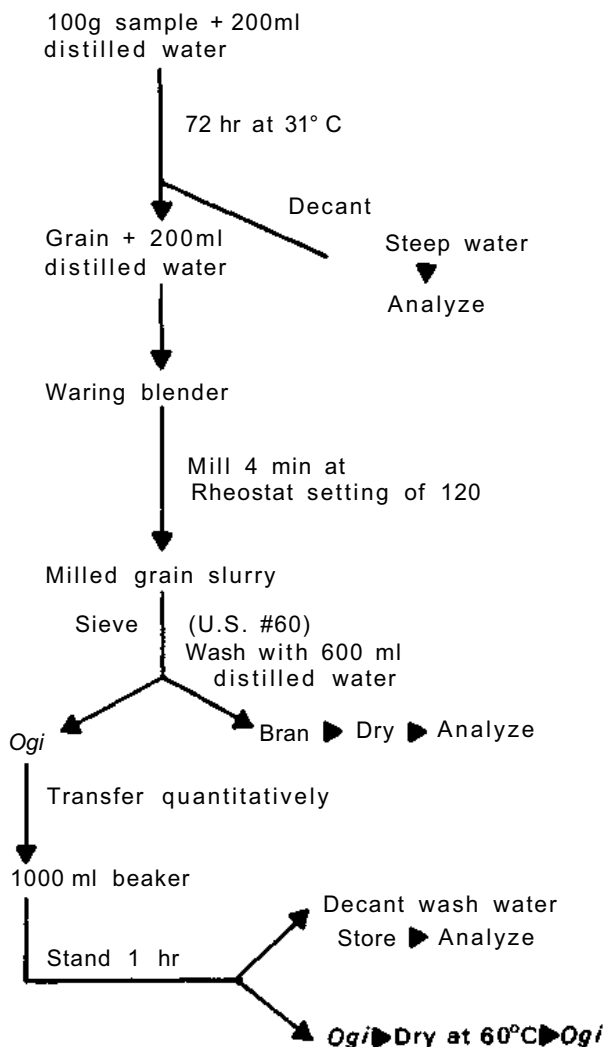 100g sample + 200ml
distilled water
72 hr at 31° C
Decant
Grain + 200ml
distilled water
Steep water
Analyze
Waring blender
Mill 4 min at
Rheostat setting of 120
Milled grain slurry
Sieve (U.S. #60)
Wash with 600 ml
distilled water
Ogi
Bran Dry Analyze
Transfer quantitatively
1000 ml beaker
Decant wash water
Store Analyze
Stand 1 hr
Ogi Dry at 60°C Ogi